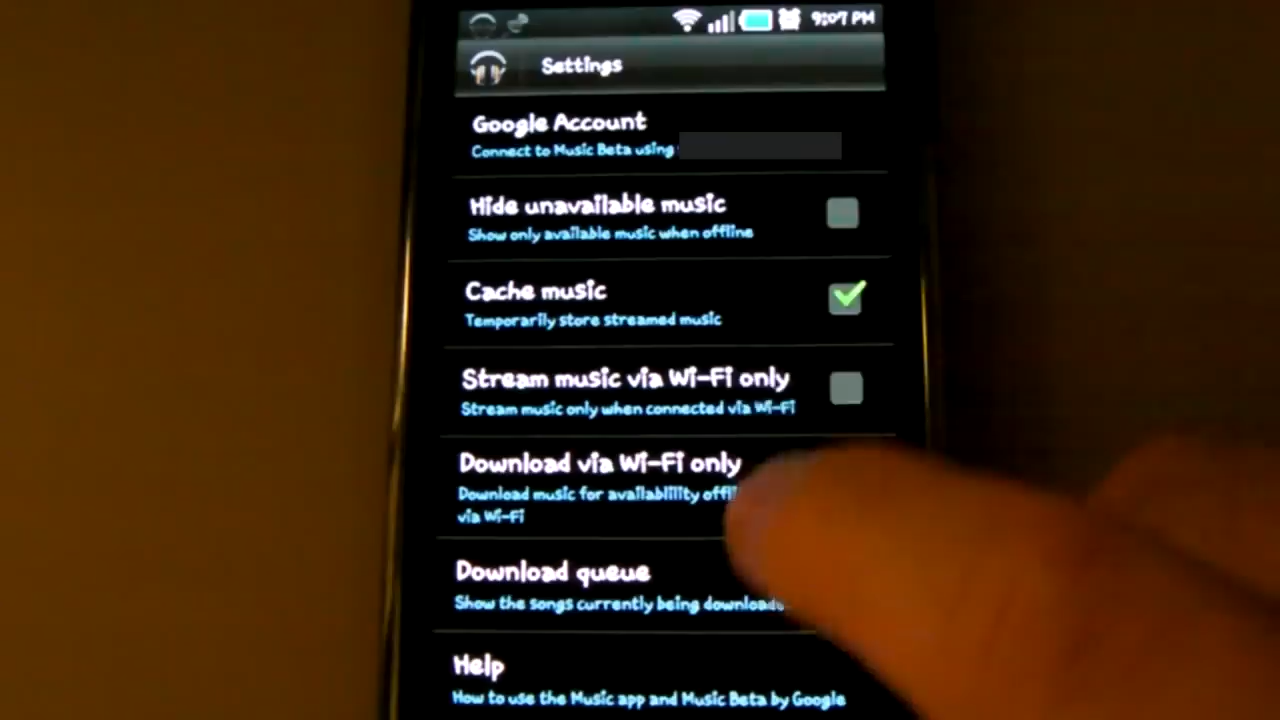 9:07 PM
Settings
Google Account
Connect to Music Beta using
Hide unavailable music
Show only available music when offline
Cache music
Temporarily store streamed music
Stream music via Wi-Fi only
Stream music only when connected via Wi-Fi
Download via Wi-Fi only
Download music for availability offli
via Wi-Fi
Download queue
Show the songs currently being downloade
Help
How to use the Music app and Music Beta by Google